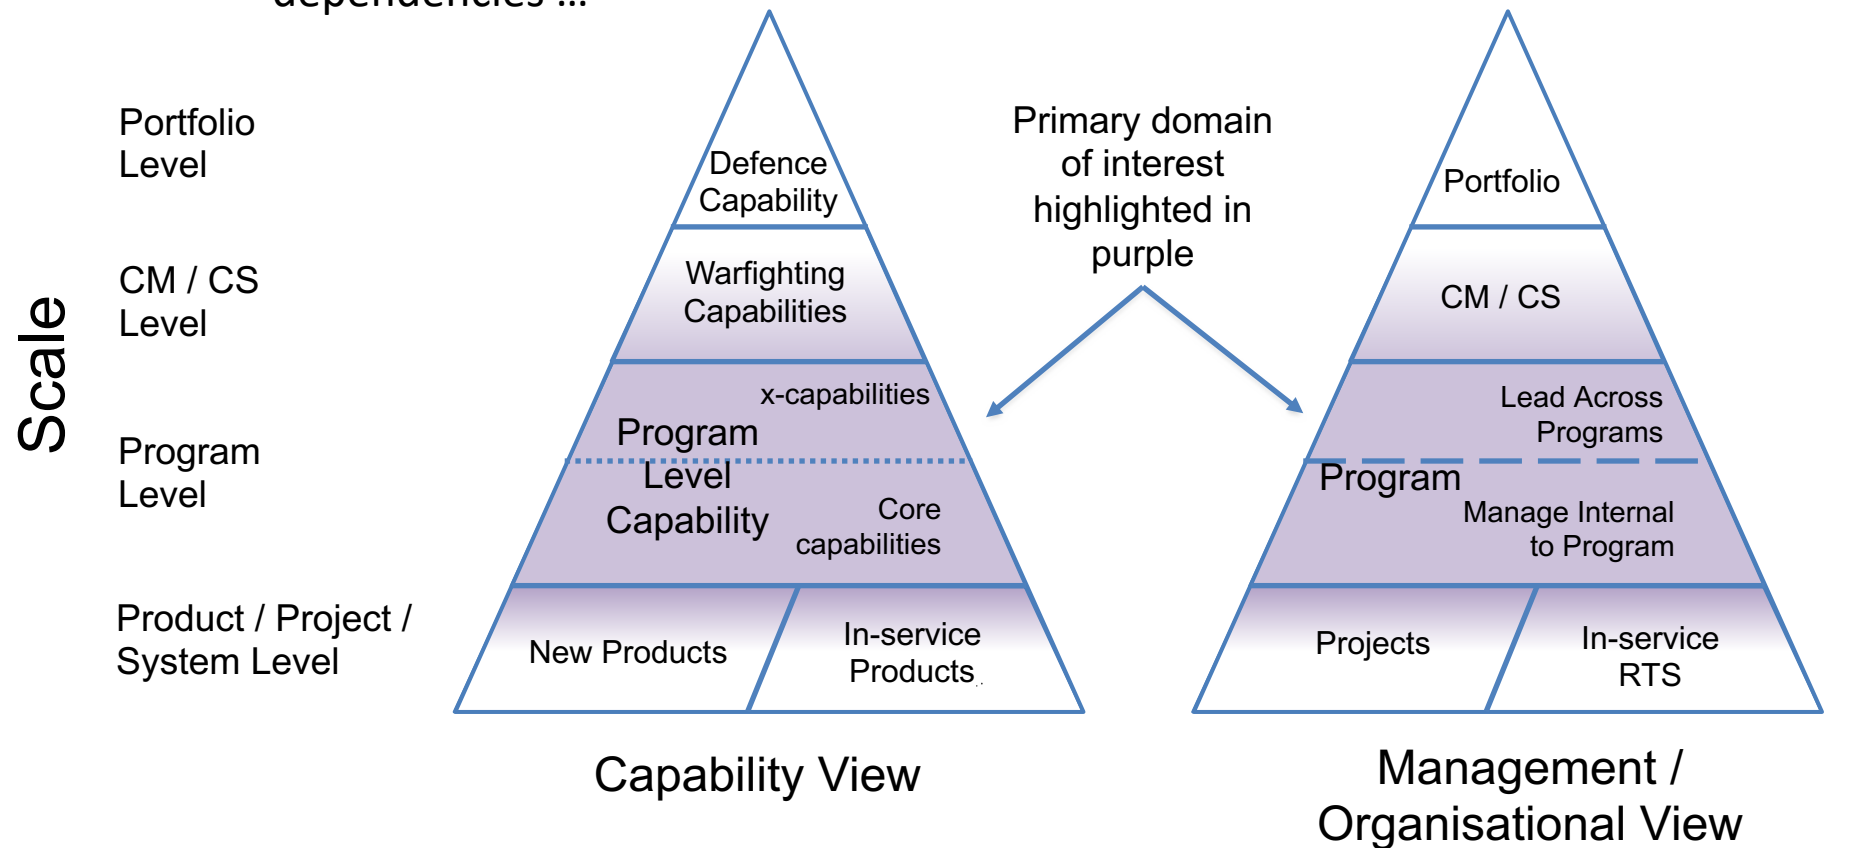 dependencies ...
Scale
Portfolio
Level
CM / CS
Level
Program
Level
Product / Project /
System Level
Defence
Capability
Warfighting
Capabilities
x-capabilities
Program
Level
Capability
Core
capabilities
New Products
In-service
Products
Capability View
Primary domain
of interest
highlighted in
purple
Portfolio
CM / CS
Lead Across
Programs
Program
Manage Internal
to Program
Projects
In-service
RTS
Management /
Organisational View